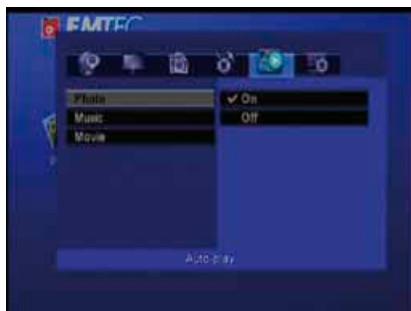 EMTEC
Photo
Music
Movie
✓ On
Off
Auto play